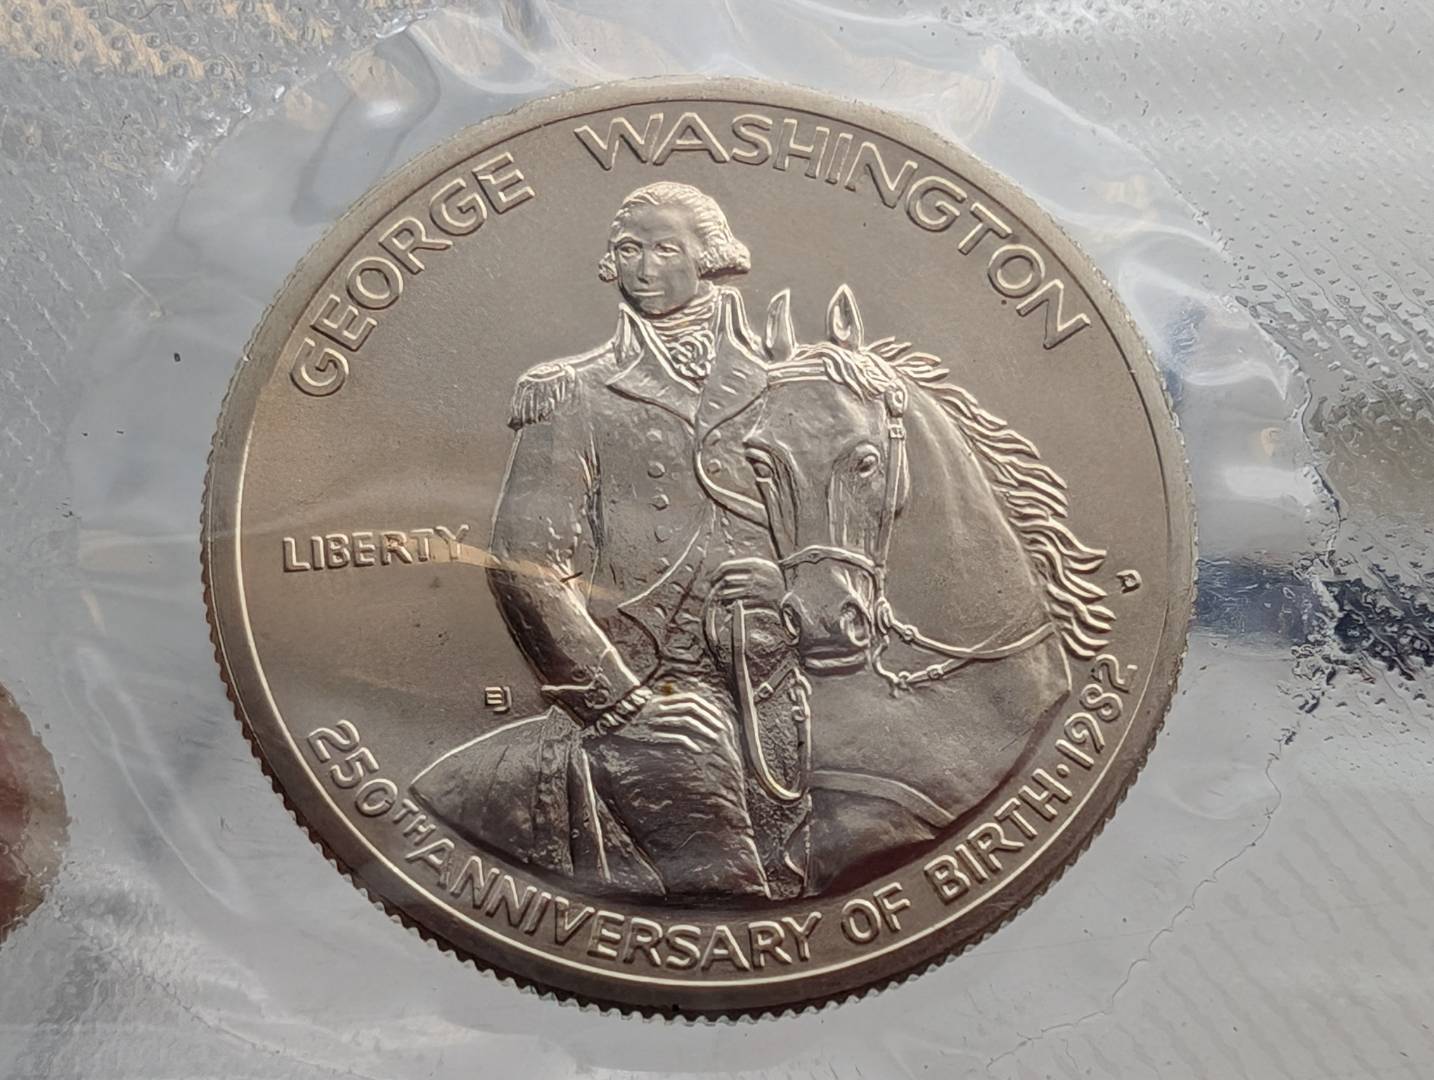 GEORGE WASHINGTON
LIBERTY
D
EJ
250TH ANNIVERSARY OF BIRTH·1982